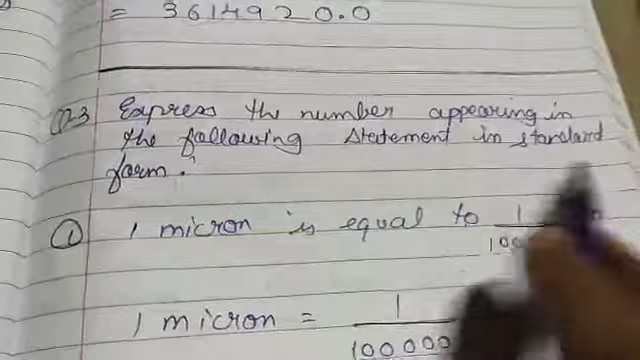 = 3614920.0
Q3 Express the number appearing in
the following statement in standard
form.
① 1 micron is equal to 1
1 micron = 1
100000